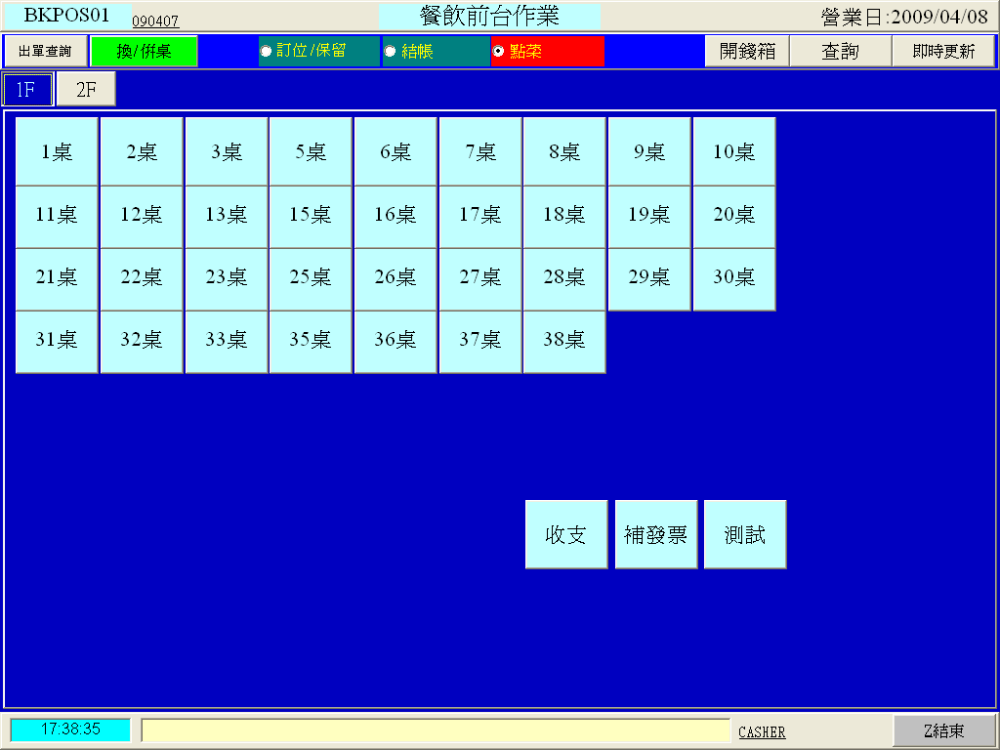 BKPOS01 090407 餐飲前台作業 營業日:2009/04/08
出單查詢 換/併桌 訂位/保留 結帳 點菜 開錢箱 查詢 即時更新
1F 2F
1桌 2桌 3桌 5桌 6桌 7桌 8桌 9桌 10桌
11桌 12桌 13桌 15桌 16桌 17桌 18桌 19桌 20桌
21桌 22桌 23桌 25桌 26桌 27桌 28桌 29桌 30桌
31桌 32桌 33桌 35桌 36桌 37桌 38桌
收支 補發票 測試
17:38:35 CASHER Z結束